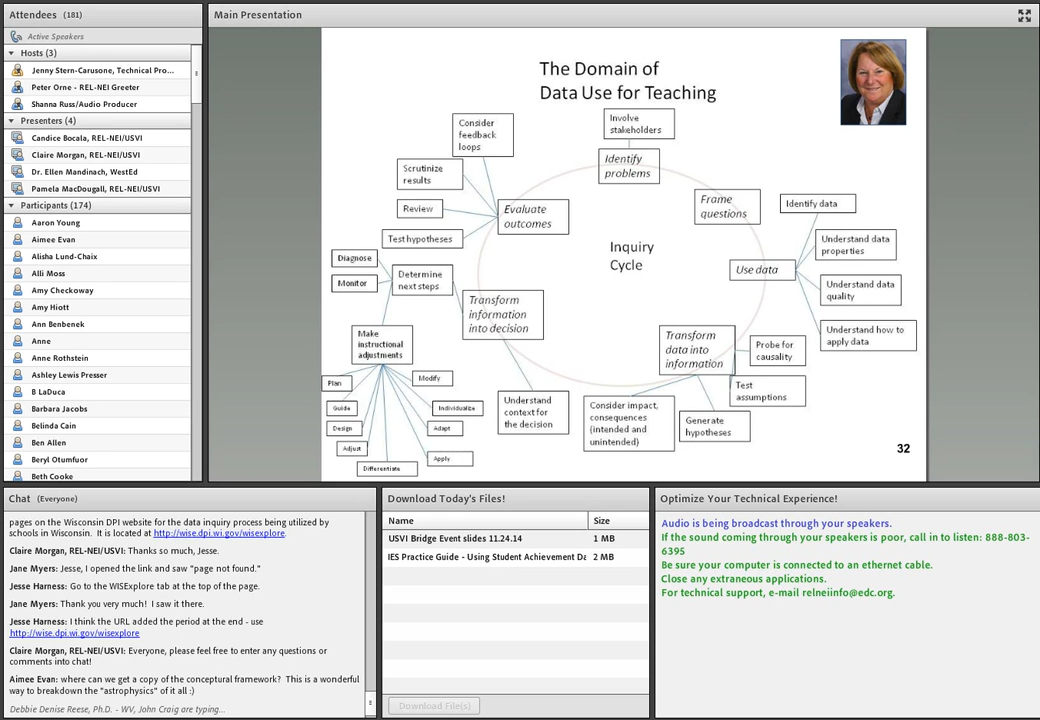 Attendees (181)
Active Speakers
Hosts (3)
Jenny Stern-Carusone, Technical Pro...
Peter Orne - REL-NEI Greeter
Shanna Russ/Audio Producer
Presenters (4)
Candice Bocala, REL-NEI/USVI
Claire Morgan, REL-NEI/USVI
Dr. Ellen Mandinach, WestEd
Pamela MacDougall, REL-NEI/USVI
Participants (174)
Aaron Young
Aimee Evan
Alisha Lund-Chaix
Alli Moss
Amy Checkoway
Amy Hiott
Ann Benbenek
Anne
Anne Rothstein
Ashley Lewis Presser
B LaDuca
Barbara Jacobs
Belinda Cain
Ben Allen
Beryl Otumfuor
Beth Cooke
Main Presentation
The Domain of
Data Use for Teaching
Inquiry
Cycle
Involve
stakeholders
Identify
problems
Frame
questions
Identify data
Understand data
properties
Use data
Understand data
quality
Understand how to
apply data
Transform
data into
information
Probe for
causality
Test
assumptions
Generate
hypotheses
Consider impact,
consequences
(intended and
unintended)
Transform
information
into decision
Understand
context for
the decision
Determine
next steps
Diagnose
Monitor
Make
instructional
adjustments
Plan
Guide
Design
Adjust
Differentiate
Apply
Adapt
Individualize
Modify
Evaluate
outcomes
Consider
feedback
loops
Scrutinize
results
Review
Test hypotheses
32
Chat (Everyone)
pages on the Wisconsin DPI website for the data inquiry process being utilized by
schools in Wisconsin. It is located at http://wise.dpi.wi.gov/wisexplore.
Claire Morgan, REL-NEI/USVI: Thanks so much, Jesse.
Jane Myers: Jesse, I opened the link and saw "page not found."
Jesse Harness: Go to the WISExplore tab at the top of the page.
Jane Myers: Thank you very much! I saw it there.
Jesse Harness: I think the URL added the period at the end - use
http://wise.dpi.wi.gov/wisexplore
Claire Morgan, REL-NEI/USVI: Everyone, please feel free to enter any questions or
comments into chat!
Aimee Evan: where can we get a copy of the conceptural framework? This is a wonderful
way to breakdown the "astrophysics" of it all :)
Debbie Denise Reese, Ph.D. - WV, John Craig are typing...
Download Today's Files!
Name Size
USVI Bridge Event slides 11.24.14 1 MB
IES Practice Guide - Using Student Achievement Da 2 MB
Download File(s)
Optimize Your Technical Experience!
Audio is being broadcast through your speakers.
If the sound coming through your speakers is poor, call in to listen: 888-803-
6395
Be sure your computer is connected to an ethernet cable.
Close any extraneous applications.
For technical support, e-mail relneiinfo@edc.org.